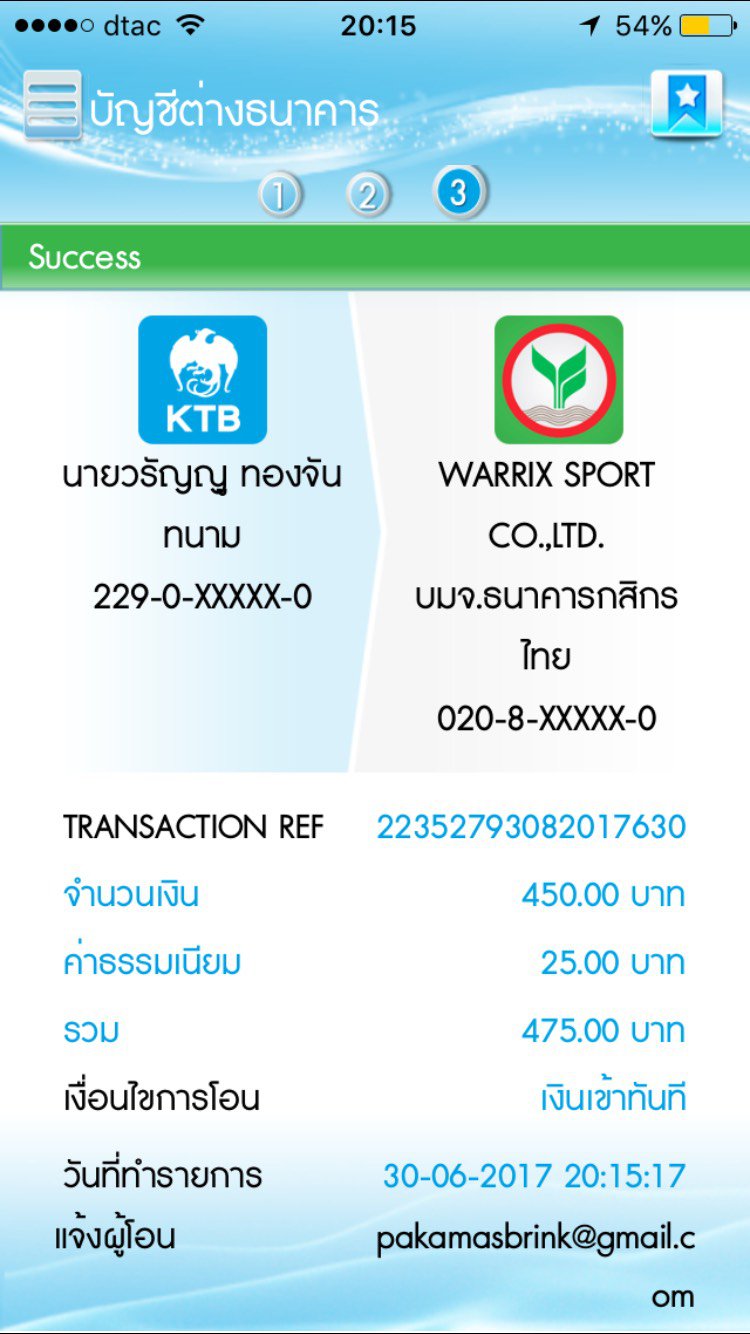 dtac 20:15 54%
บัญชีต่างธนาคาร
1 2 3
Success
KTB
นายวรัญญู ทองจัน
ทนาม
229-0-XXXXX-0
WARRIX SPORT
CO.,LTD.
บมจ.ธนาคารกสิกร
ไทย
020-8-XXXXX-0
TRANSACTION REF 22352793082017630
จำนวนเงิน 450.00 บาท
ค่าธรรมเนียม 25.00 บาท
รวม 475.00 บาท
เงื่อนไขการโอน เงินเข้าทันที
วันที่ทำรายการ 30-06-2017 20:15:17
แจ้งผู้โอน pakamasbrink@gmail.c
om